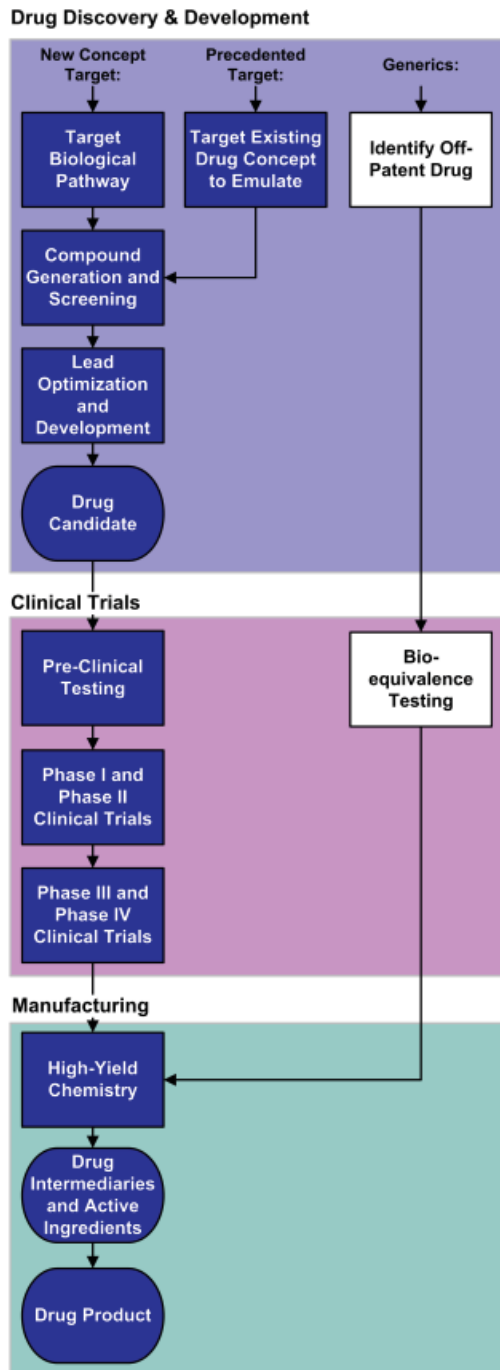 Drug Discovery & Development
New Concept
Target:
Precedented
Target:
Generics:
Target
Biological
Pathway
Target Existing
Drug Concept
to Emulate
Identify Off-
Patent Drug
Compound
Generation and
Screening
Lead
Optimization
and
Development
Drug
Candidate
Clinical Trials
Pre-Clinical
Testing
Bio-
equivalence
Testing
Phase I and
Phase II
Clinical Trials
Phase III and
Phase IV
Clinical Trials
Manufacturing
High-Yield
Chemistry
Drug
Intermediaries
and Active
Ingredients
Drug Product